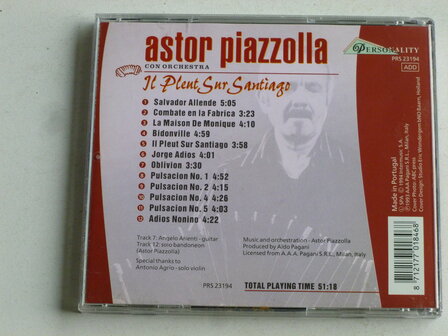 astor piazzolla
CON ORCHESTRA
Il Pleut Sur Santiago
PERSONALITY
PRS 23194
ADD
1 Salvador Allende 5:05
2 Combate en la Fabrica 3:23
3 La Maison De Monique 4:10
4 Bidonville 4:59
5 Il Pleut Sur Santiago 3:58
6 Jorge Adios 4:01
7 Oblivion 3:30
8 Pulsacion No. 1 4:52
9 Pulsacion No. 2 4:15
10 Pulsacion No. 4 4:26
11 Pulsacion No. 5 4:03
12 Adios Nonino 4:22
Track 7: Angelo Arienti - guitar
Track 12: solo bandoneon
(Astor Piazzolla)
Special thanks to
Antonio Agrio - solo violin
Music and orchestration - Astor Piazzolla
Produced by Aldo Pagani
Licensed from A.A.A. Pagani S.R.L., Milan, Italy
PRS 23194
TOTAL PLAYING TIME 51:18
Made in Portugal
8 712177 018468